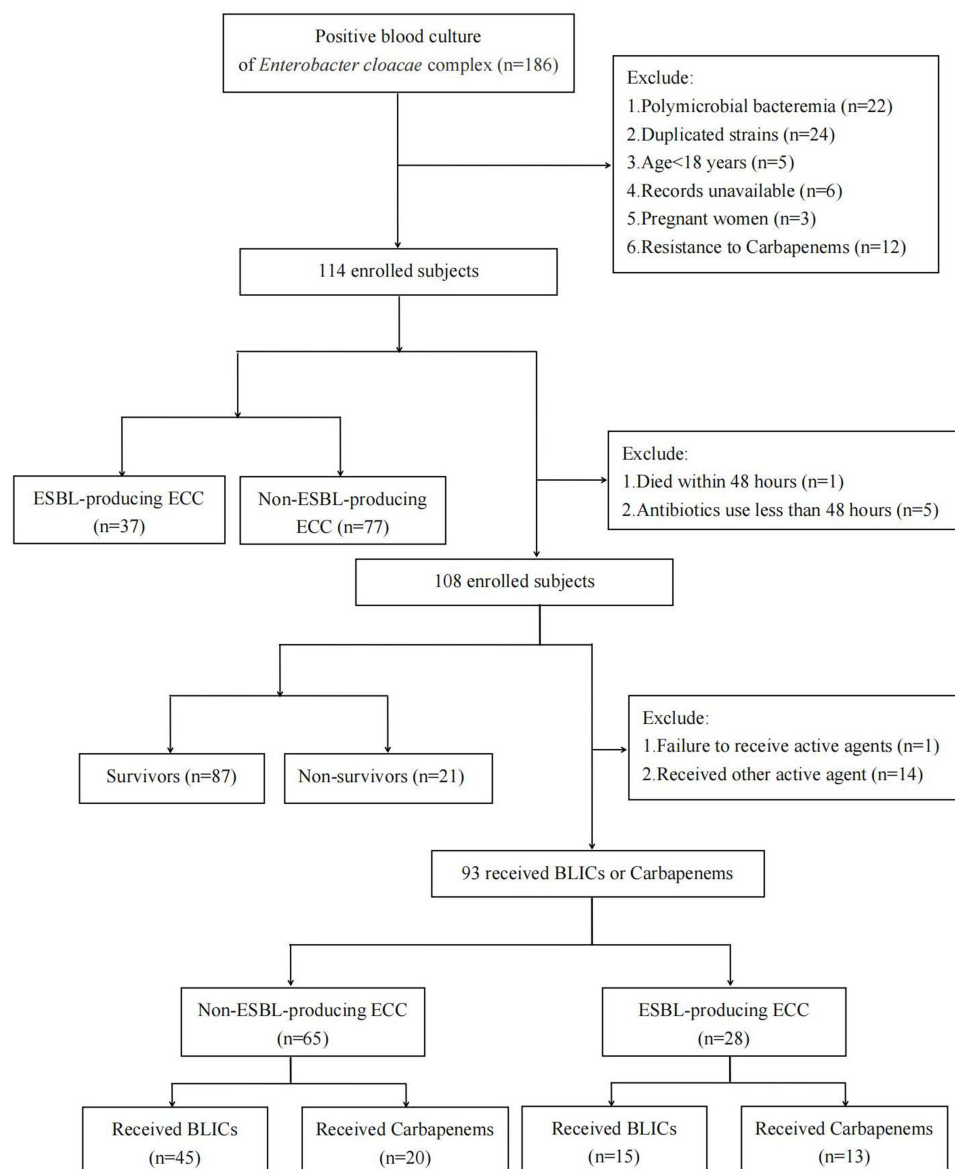 Positive blood culture
of Enterobacter cloacae complex (n=186)
Exclude:
1.Polymicrobial bacteremia (n=22)
2.Duplicated strains (n=24)
3.Age<18 years (n=5)
4.Records unavailable (n=6)
5.Pregnant women (n=3)
6.Resistance to Carbapenems (n=12)
114 enrolled subjects
ESBL-producing ECC
(n=37)
Non-ESBL-producing
ECC (n=77)
Exclude:
1.Died within 48 hours (n=1)
2.Antibiotics use less than 48 hours (n=5)
108 enrolled subjects
Survivors (n=87)
Non-survivors (n=21)
Exclude:
1.Failure to receive active agents (n=1)
2.Received other active agent (n=14)
93 received BLICs or Carbapenems
Non-ESBL-producing ECC
(n=65)
ESBL-producing ECC
(n=28)
Received BLICs
(n=45)
Received Carbapenems
(n=20)
Received BLICs
(n=15)
Received Carbapenems
(n=13)